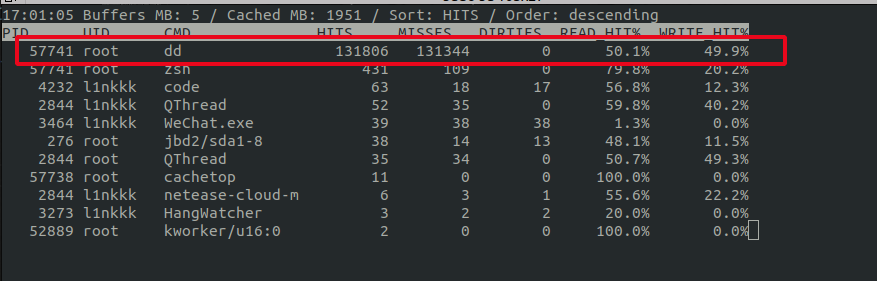 17:01:05 Buffers MB: 5 / Cached MB: 1951 / Sort: HITS / Order: descending
PID UID CMD HITS MISSES DIRTIES READ_HIT% WRITE_HIT%
57741 root dd 131806 131344 0 50.1% 49.9%
57741 root zsh 431 109 0 79.8% 20.2%
4232 l1nkkk code 63 18 17 56.8% 12.3%
2844 l1nkkk QThread 52 35 0 59.8% 40.2%
3464 l1nkkk WeChat.exe 39 38 38 1.3% 0.0%
276 root jbd2/sda1-8 38 14 13 48.1% 11.5%
2844 root QThread 35 34 0 50.7% 49.3%
57738 root cachetop 11 0 0 100.0% 0.0%
2844 l1nkkk netease-cloud-m 6 3 1 55.6% 22.2%
3273 l1nkkk HangWatcher 3 2 2 20.0% 0.0%
52889 root kworker/u16:0 2 0 0 100.0% 0.0%